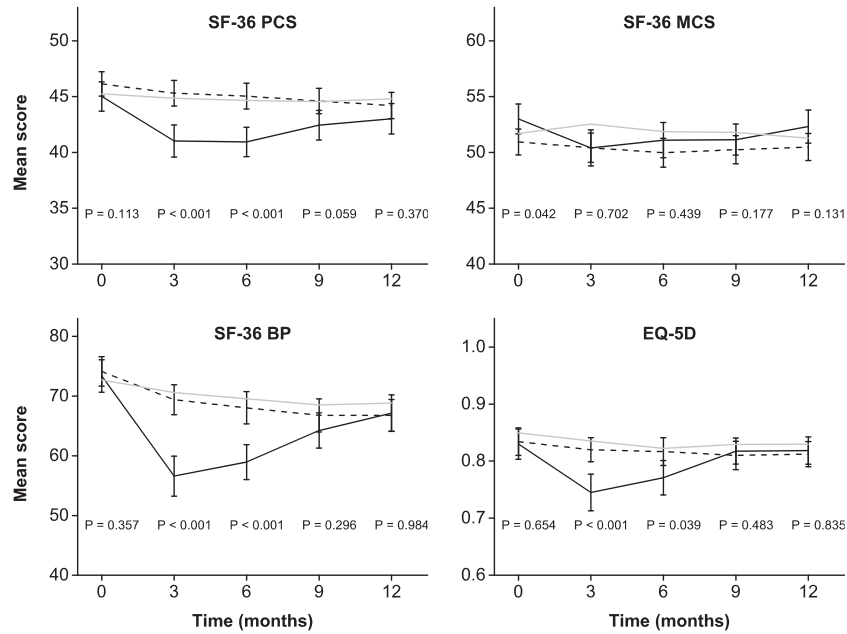 SF-36 PCS
50
45
40
35
30
Mean score
P = 0.113 P < 0.001 P < 0.001 P = 0.059 P = 0.370
0 3 6 9 12
SF-36 MCS
60
55
50
55
40
P = 0.042 P = 0.702 P = 0.439 P = 0.177 P = 0.131
0 3 6 9 12
SF-36 BP
80
70
60
50
40
Mean score
P = 0.357 P < 0.001 P < 0.001 P = 0.296 P = 0.984
0 3 6 9 12
Time (months)
EQ-5D
1.0
0.9
0.8
0.7
0.6
P = 0.654 P < 0.001 P = 0.039 P = 0.483 P = 0.835
0 3 6 9 12
Time (months)